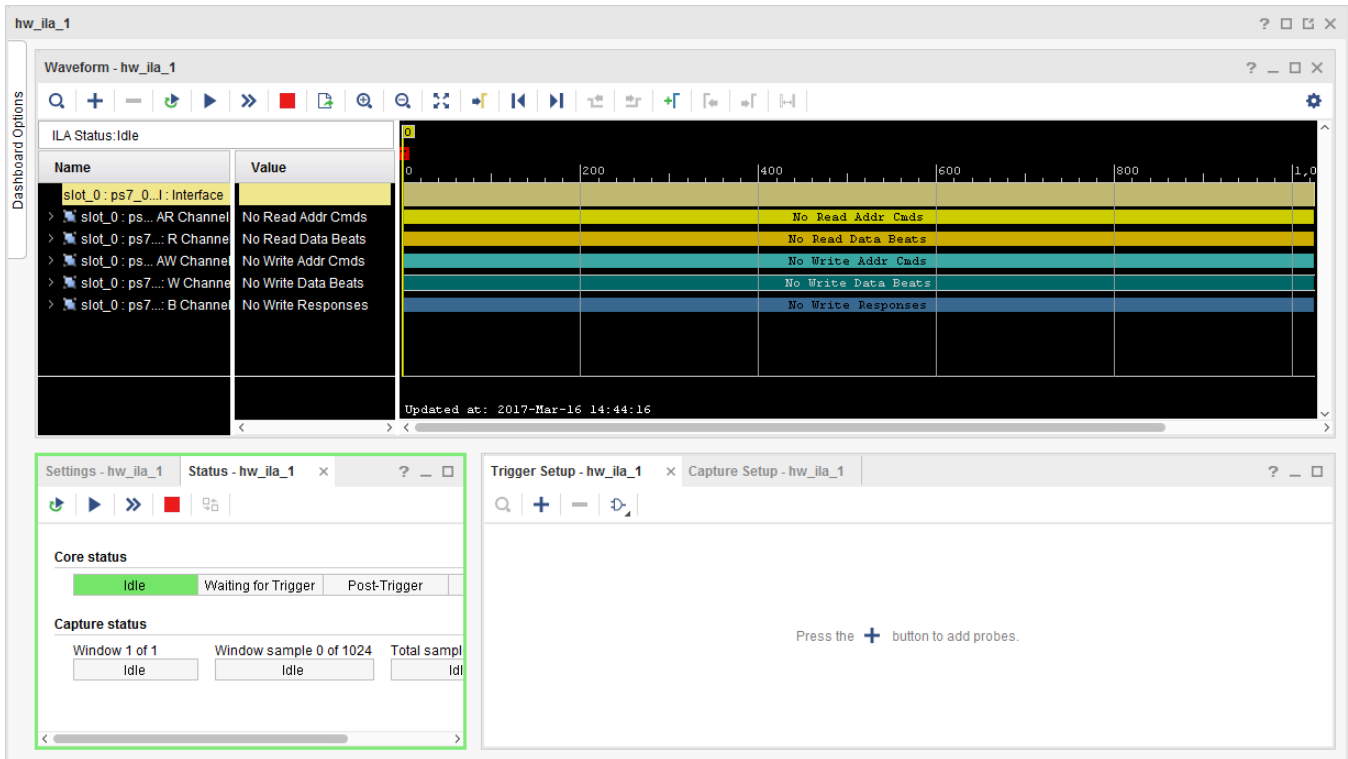 hw_ila_1
Dashboard Options
Waveform - hw_ila_1
ILA Status:Idle
Name Value
0
0 200 400 600 800 1,0
slot_0 : ps7_0...l : Interface
slot_0 : ps... AR Channel No Read Addr Cmds No Read Addr Cmds
slot_0 : ps7...: R Channe No Read Data Beats No Read Data Beats
slot_0 : ps... AW Channel No Write Addr Cmds No Write Addr Cmds
slot_0 : ps7...: W Channe No Write Data Beats No Write Data Beats
slot_0 : ps7...: B Channel No Write Responses No Write Responses
Updated at: 2017-Mar-16 14:44:16
Settings - hw_ila_1 Status - hw_ila_1
Core status
Idle Waiting for Trigger Post-Trigger
Capture status
Window 1 of 1 Window sample 0 of 1024 Total sampl
Idle Idle Idl
Trigger Setup - hw_ila_1 Capture Setup - hw_ila_1
Press the + button to add probes.